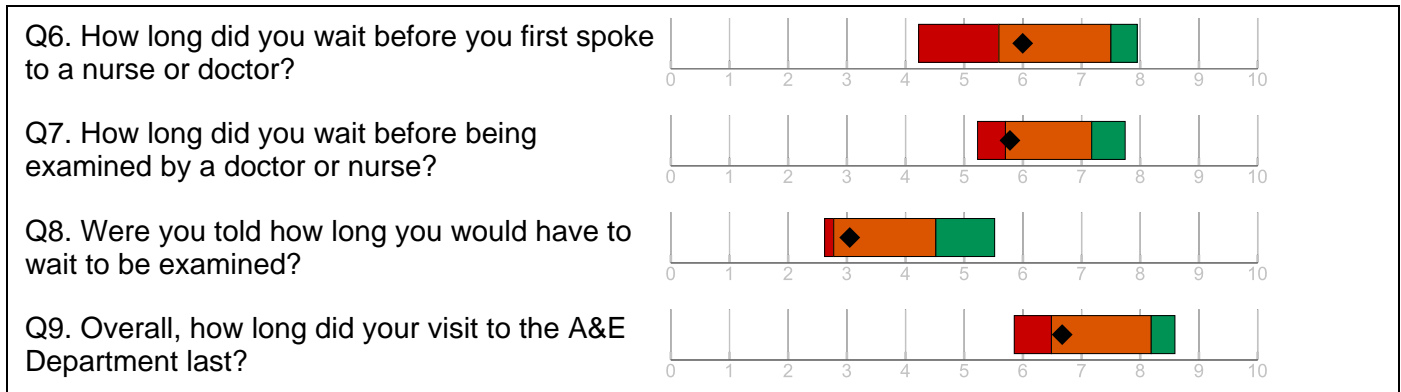 Q6. How long did you wait before you first spoke
to a nurse or doctor?
0 1 2 3 4 5 6 7 8 9 10
Q7. How long did you wait before being
examined by a doctor or nurse?
0 1 2 3 4 5 6 7 8 9 10
Q8. Were you told how long you would have to
wait to be examined?
0 1 2 3 4 5 6 7 8 9 10
Q9. Overall, how long did your visit to the A&E
Department last?
0 1 2 3 4 5 6 7 8 9 10